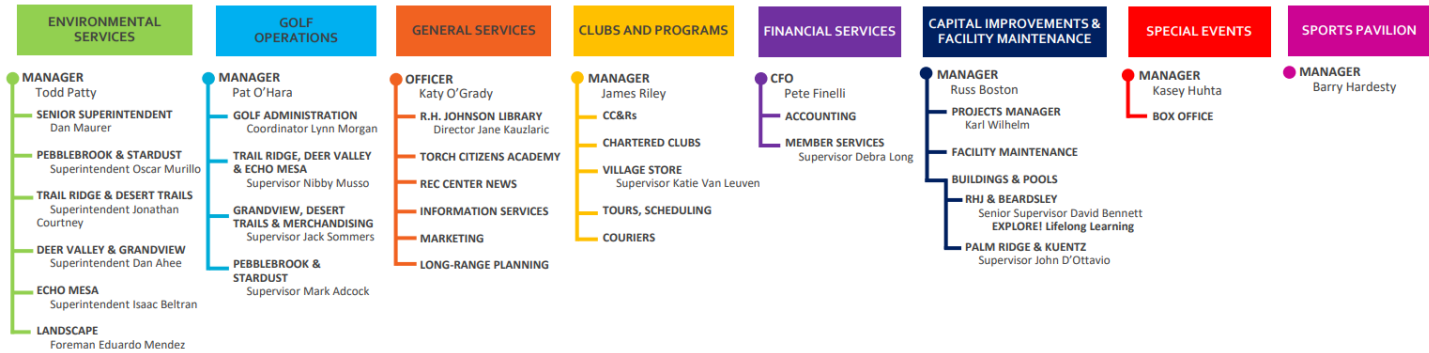 ENVIRONMENTAL
SERVICES
MANAGER
Todd Patty
SENIOR SUPERINTENDENT
Dan Maurer
PEBBLEBROOK & STARDUST
Superintendent Oscar Murillo
TRAIL RIDGE & DESERT TRAILS
Superintendent Jonathan
Courtney
DEER VALLEY & GRANDVIEW
Superintendent Dan Ahee
ECHO MESA
Superintendent Isaac Beltran
LANDSCAPE
Foreman Eduardo Mendez
GOLF
OPERATIONS
MANAGER
Pat O’Hara
GOLF ADMINISTRATION
Coordinator Lynn Morgan
TRAIL RIDGE, DEER VALLEY
& ECHO MESA
Supervisor Nibby Musso
GRANDVIEW, DESERT
TRAILS & MERCHANDISING
Supervisor Jack Sommers
PEBBLEBROOK &
STARDUST
Supervisor Mark Adcock
GENERAL SERVICES
OFFICER
Katy O’Grady
R.H. JOHNSON LIBRARY
Director Jane Kauzlaric
TORCH CITIZENS ACADEMY
REC CENTER NEWS
INFORMATION SERVICES
MARKETING
LONG-RANGE PLANNING
CLUBS AND PROGRAMS
MANAGER
James Riley
CC&Rs
CHARTERED CLUBS
VILLAGE STORE
Supervisor Katie Van Leuven
TOURS, SCHEDULING
COURIERS
FINANCIAL SERVICES
CFO
Pete Finelli
ACCOUNTING
MEMBER SERVICES
Supervisor Debra Long
CAPITAL IMPROVEMENTS &
FACILITY MAINTENANCE
MANAGER
Russ Boston
PROJECTS MANAGER
Karl Wilhelm
FACILITY MAINTENANCE
BUILDINGS & POOLS
RHJ & BEARDSLEY
Senior Supervisor David Bennett
EXPLORE! Lifelong Learning
PALM RIDGE & KUENTZ
Supervisor John D’Ottavio
SPECIAL EVENTS
MANAGER
Kasey Huhta
BOX OFFICE
SPORTS PAVILION
MANAGER
Barry Hardesty